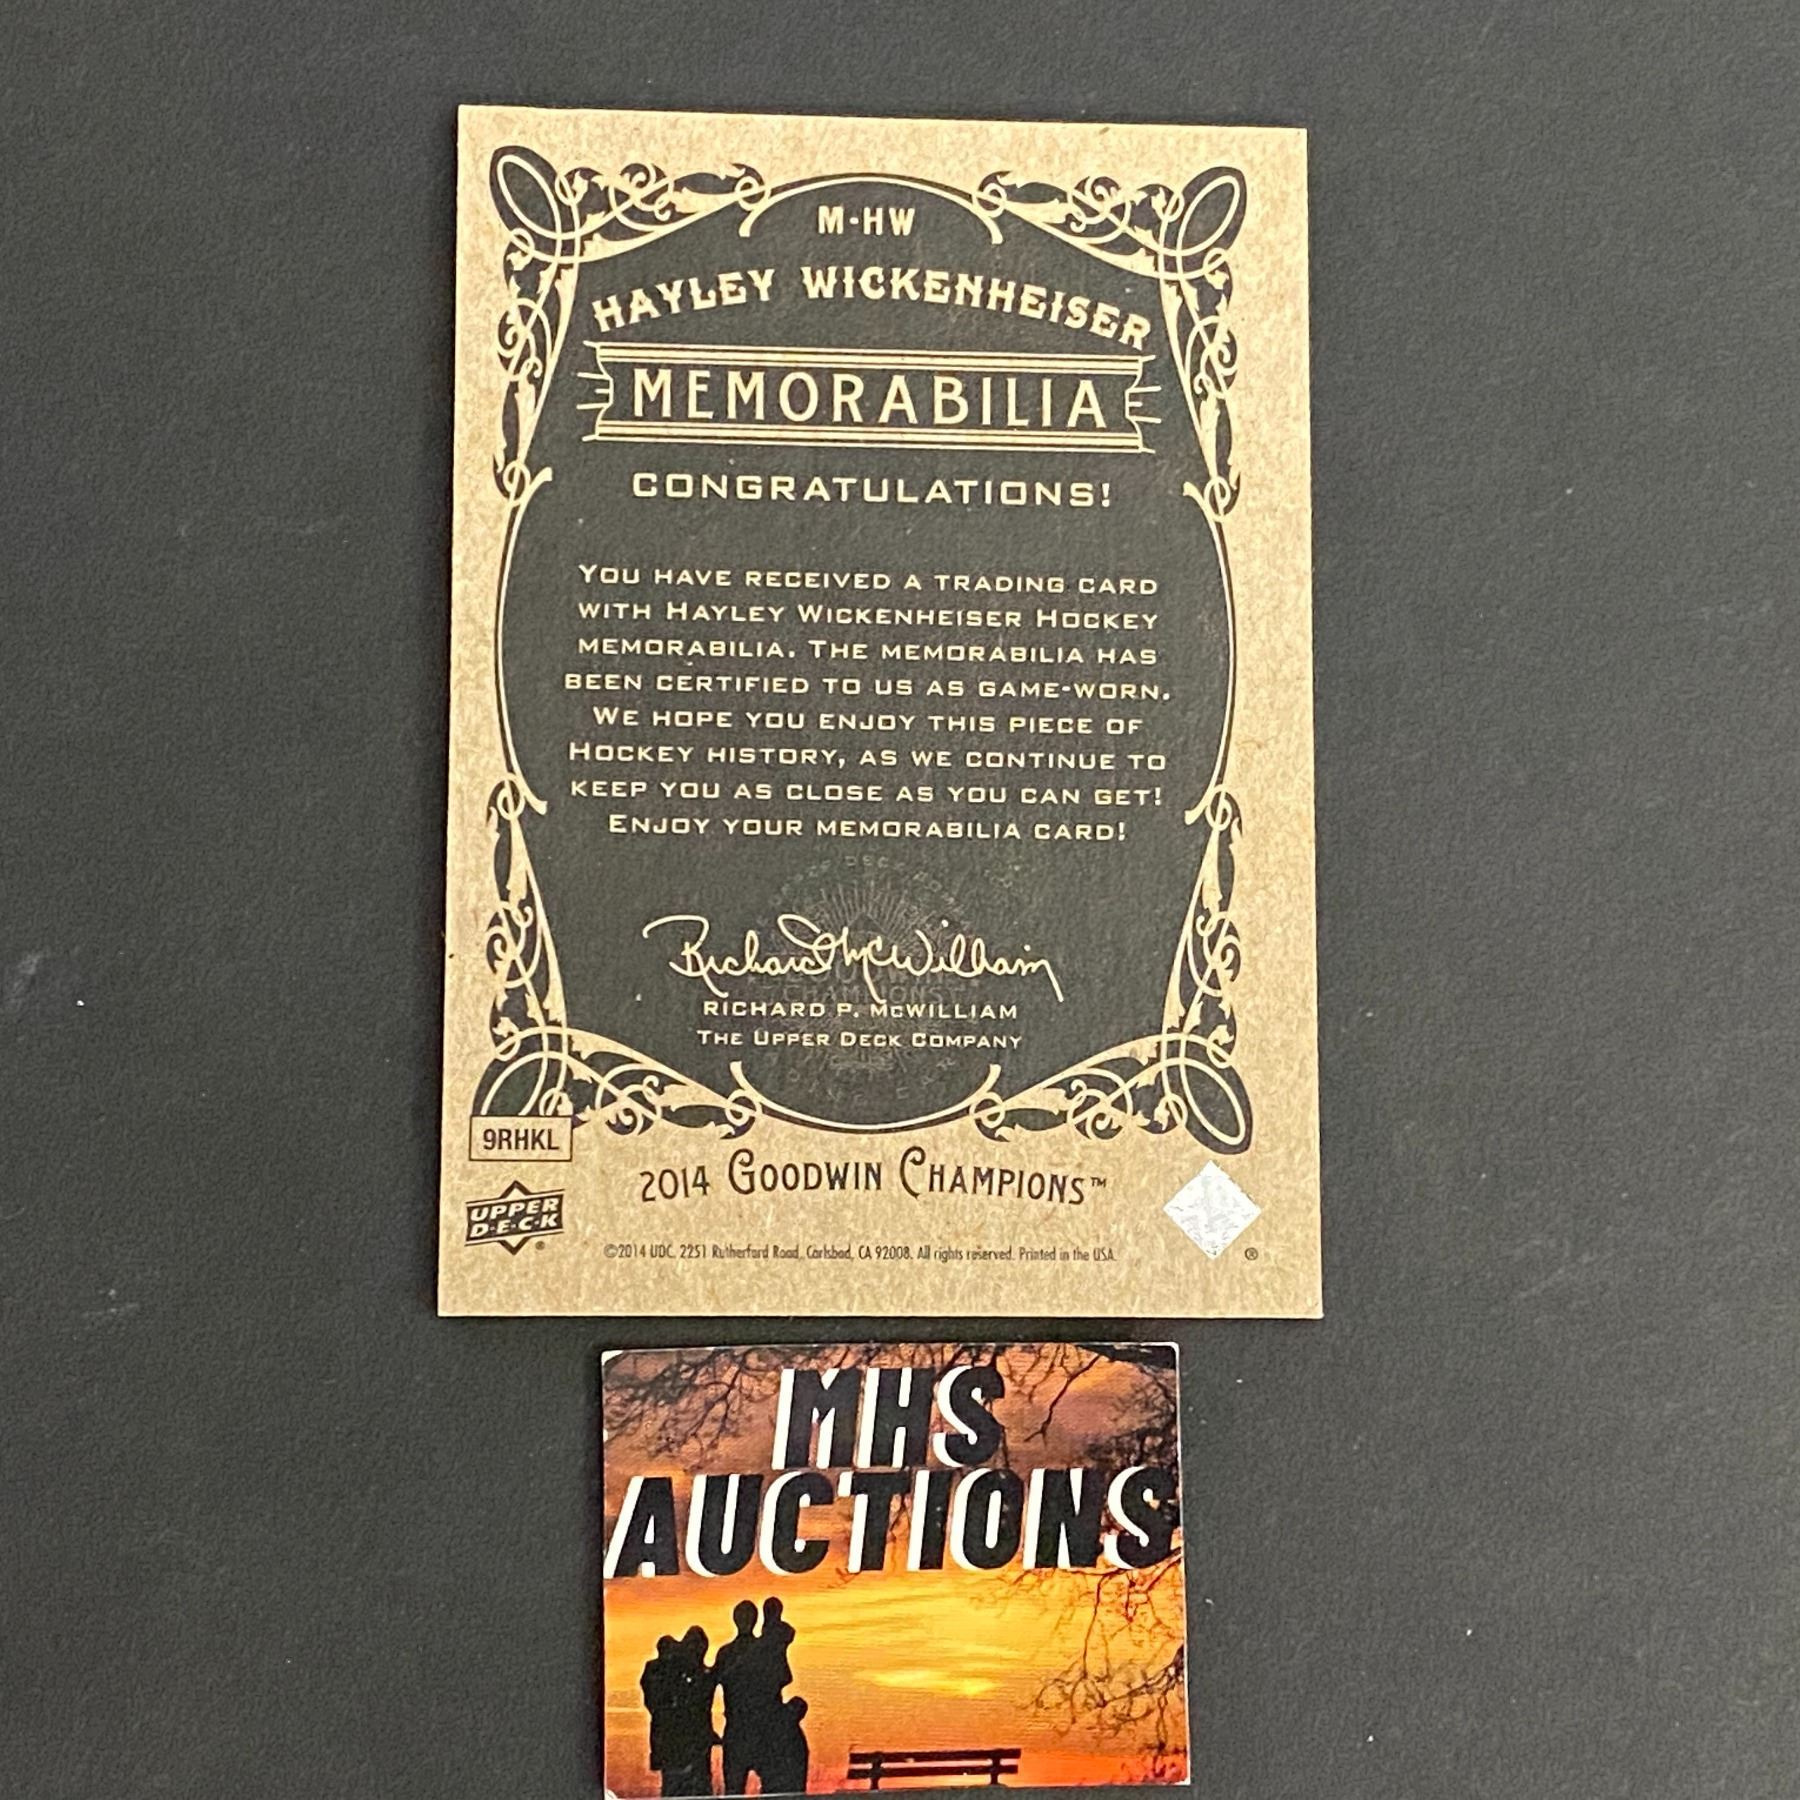 M-HW
HAYLEY WICKENHEISER
MEMORABILIA
CONGRATULATIONS!
YOU HAVE RECEIVED A TRADING CARD
WITH HAYLEY WICKENHEISER HOCKEY
MEMORABILIA. THE MEMORABILIA HAS
BEEN CERTIFIED TO US AS GAME-WORN.
WE HOPE YOU ENJOY THIS PIECE OF
HOCKEY HISTORY, AS WE CONTINUE TO
KEEP YOU AS CLOSE AS YOU CAN GET!
ENJOY YOUR MEMORABILIA CARD!
Richard McWilliam
RICHARD P. MCWILLIAM
THE UPPER DECK COMPANY
9RHKL
UPPER
D·E·C·K®
2014 GOODWIN CHAMPIONS™
©2014 UDC. 2251 Rutherford Road, Carlsbad, CA 92008. All rights reserved. Printed in the USA.
®
MHS
AUCTIONS